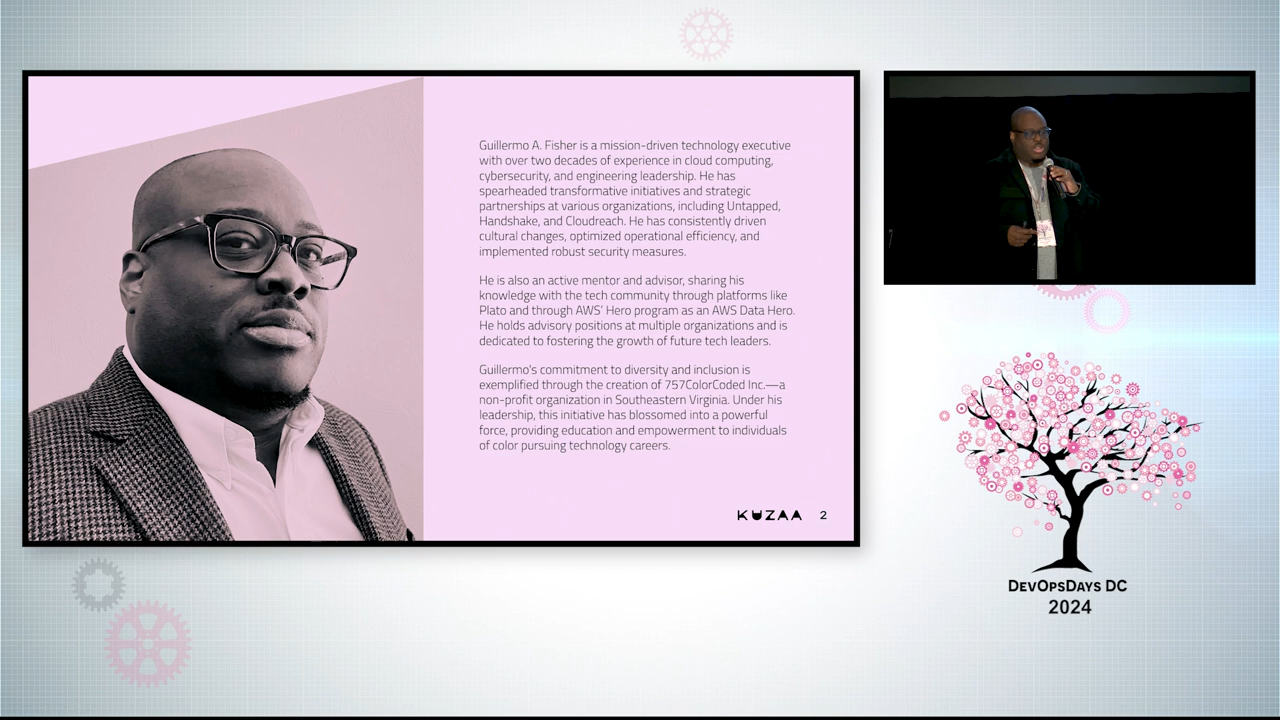 Guillermo A. Fisher is a mission-driven technology executive
with over two decades of experience in cloud computing,
cybersecurity, and engineering leadership. He has
spearheaded transformative initiatives and strategic
partnerships at various organizations, including Untapped,
Handshake, and Cloudreach. He has consistently driven
cultural changes, optimized operational efficiency, and
implemented robust security measures.
He is also an active mentor and advisor, sharing his
knowledge with the tech community through platforms like
Plato and through AWS' Hero program as an AWS Data Hero.
He holds advisory positions at multiple organizations and is
dedicated to fostering the growth of future tech leaders.
Guillermo's commitment to diversity and inclusion is
exemplified through the creation of 757ColorCoded Inc.—a
non-profit organization in Southeastern Virginia. Under his
leadership, this initiative has blossomed into a powerful
force, providing education and empowerment to individuals
of color pursuing technology careers.
KUZAA 2
DevOpsDays DC
2024